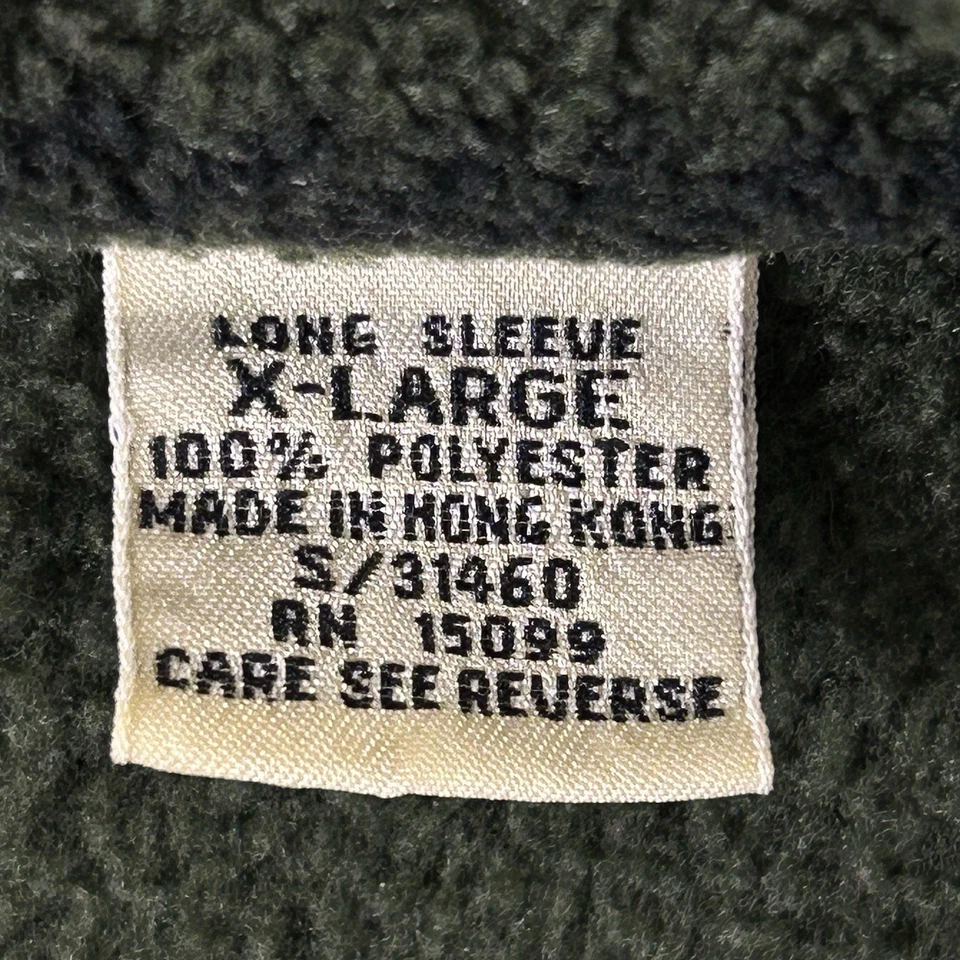 LONG SLEEVE
X-LARGE
100% POLYESTER
MADE IN HONG KONG
S/31460
RN 15099
CARE SEE REVERSE